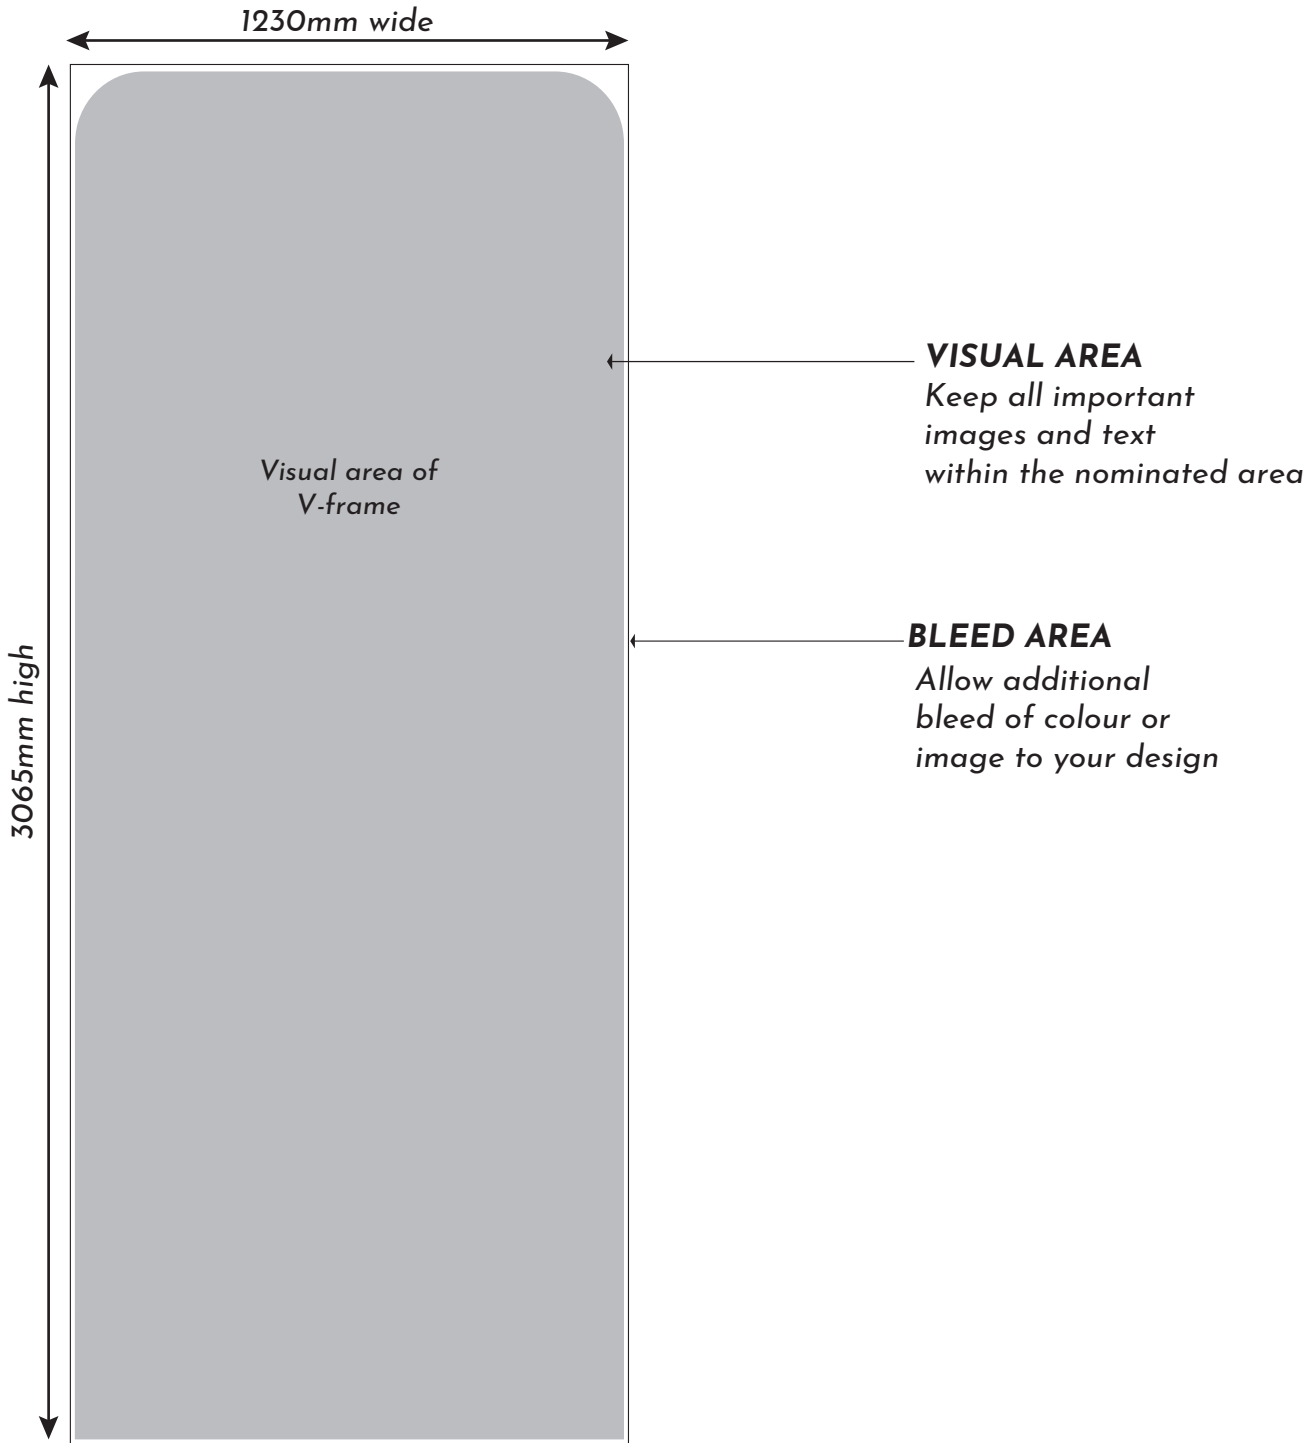 1230mm wide
VISUAL AREA
Keep all important
images and text
within the nominated area
Visual area of
V-frame
BLEED AREA
Allow additional
bleed of colour or
image to your design
3065mm high